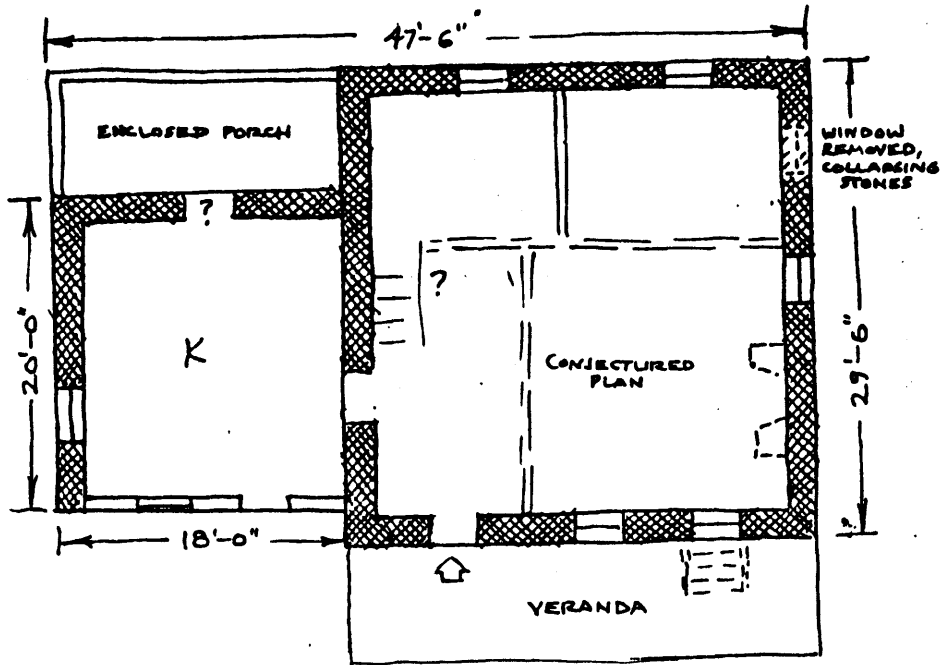 47'-6"
ENCLOSED PORCH
WINDOW
REMOVED,
COLLAPSING
STONES
?
?
20'-0"
K
CONJECTURED
PLAN
29'-6"
18'-0"
VERANDA